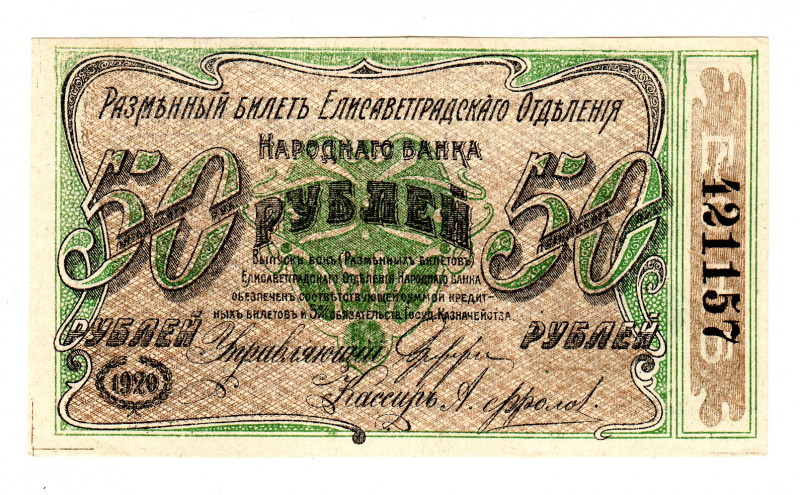 Размѣнный билетъ Елисаветградскаго Отдѣленія
Народнаго Банка
50 РУБЛЕЙ 50
Выпускъ бонъ (Размѣнныхъ билетовъ)
Елисаветградскаго Отдѣленія Народнаго Банка
обезпеченъ соотвѣтствующей суммой кредит-
ныхъ билетовъ и 5% обязательствъ Госуд. Казначейства.
РУБЛЕЙ РУБЛЕЙ
Управляющій
1920
Кассиръ А. Фролов
121157